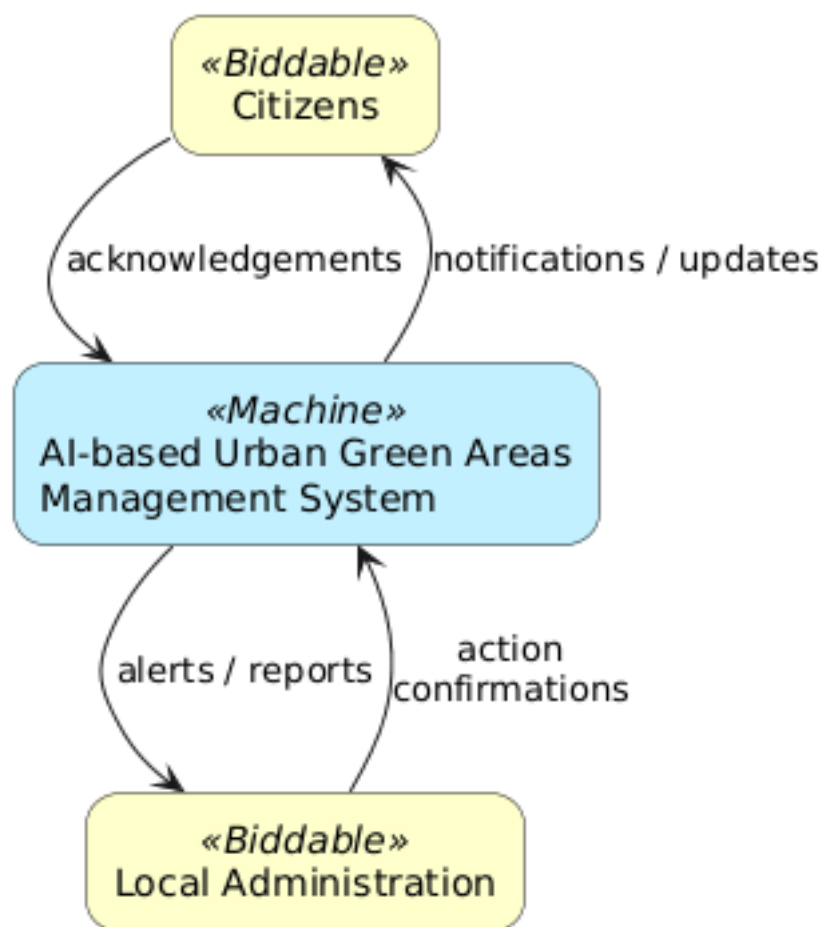 «Biddable»
Citizens
acknowledgements
notifications / updates
«Machine»
AI-based Urban Green Areas
Management System
alerts / reports
action
confirmations
«Biddable»
Local Administration